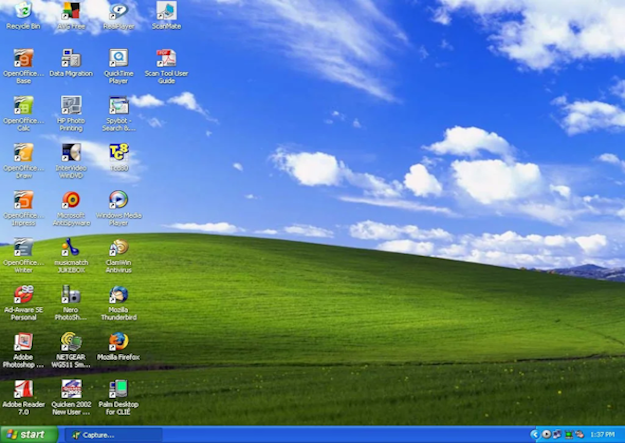 Recycle Bin
AVG Free
RealPlayer
ScanMate
OpenOffice...
Base
Data Migration
QuickTime
Player
Scan Tool User
Guide
OpenOffice...
Calc
HP Photo
Printing
Spybot -
Search & ...
OpenOffice...
Draw
InterVideo
WinDVD
OpenOffice...
Impress
Microsoft
AntiSpyware
Windows Media
Player
OpenOffice...
Writer
musicmatch
JUKEBOX
ClamWin
Antivirus
Ad-Aware SE
Personal
Nero
PhotoSh...
Mozilla
Thunderbird
Adobe
Photoshop ...
NETGEAR
WG511 Sm...
Mozilla Firefox
Adobe Reader
7.0
Quicken 2002
New User ...
Palm Desktop
for CLIÉ
start
Capture...
1:37 PM